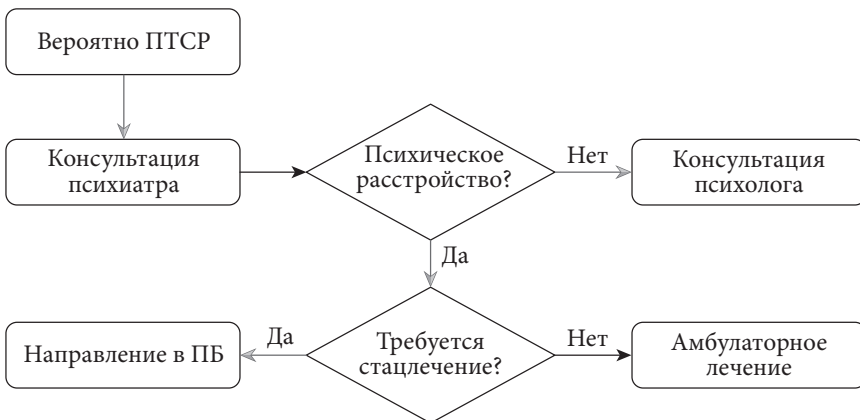 Вероятно ПТСР
Консультация
психиатра
Психическое
расстройство?
Нет
Консультация
психолога
Да
Направление в ПБ
Да
Требуется
стацлечение?
Нет
Амбулаторное
лечение